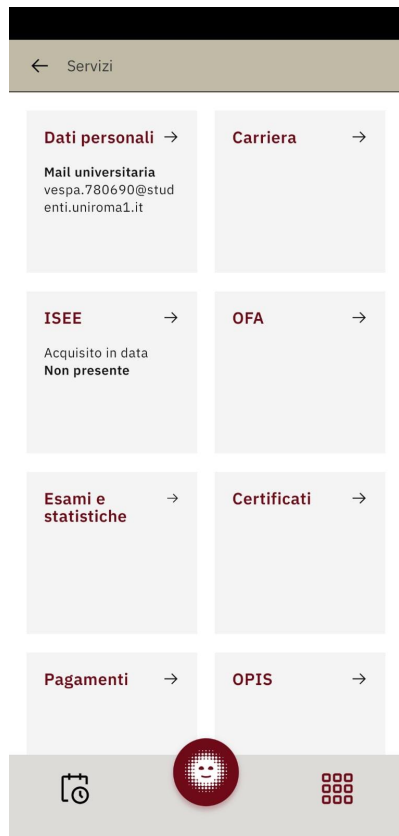 Servizi
Dati personali
Mail universitaria
vespa.780690@stud
enti.uniroma1.it
Carriera
ISEE
Acquisito in data
Non presente
OFA
Esami e
statistiche
Certificati
Pagamenti
OPIS